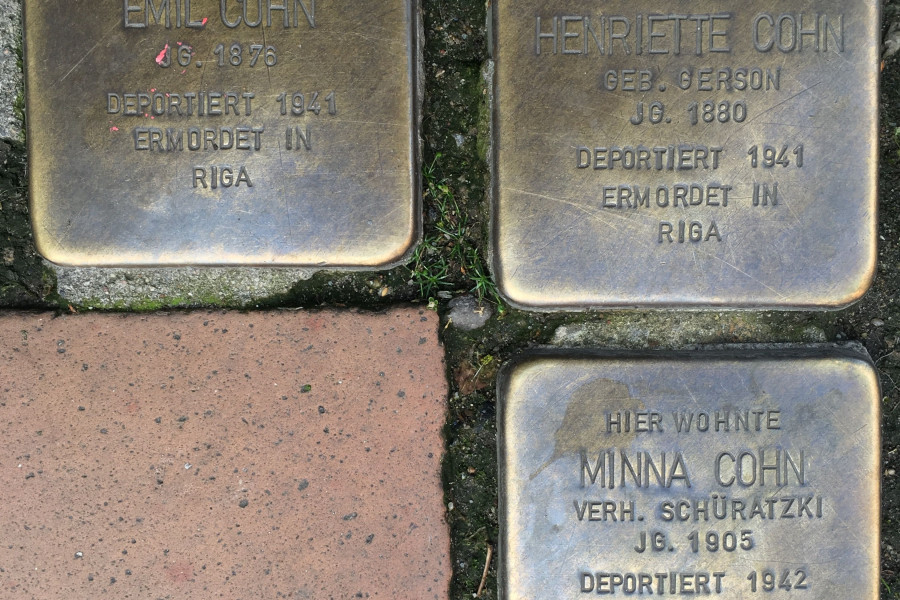 EMIL COHN
JG. 1876
DEPORTIERT 1941
ERMORDET IN
RIGA
HENRIETTE COHN
GEB. GERSON
JG. 1880
DEPORTIERT 1941
ERMORDET IN
RIGA
HIER WOHNTE
MINNA COHN
VERH. SCHÜRATZKI
JG. 1905
DEPORTIERT 1942